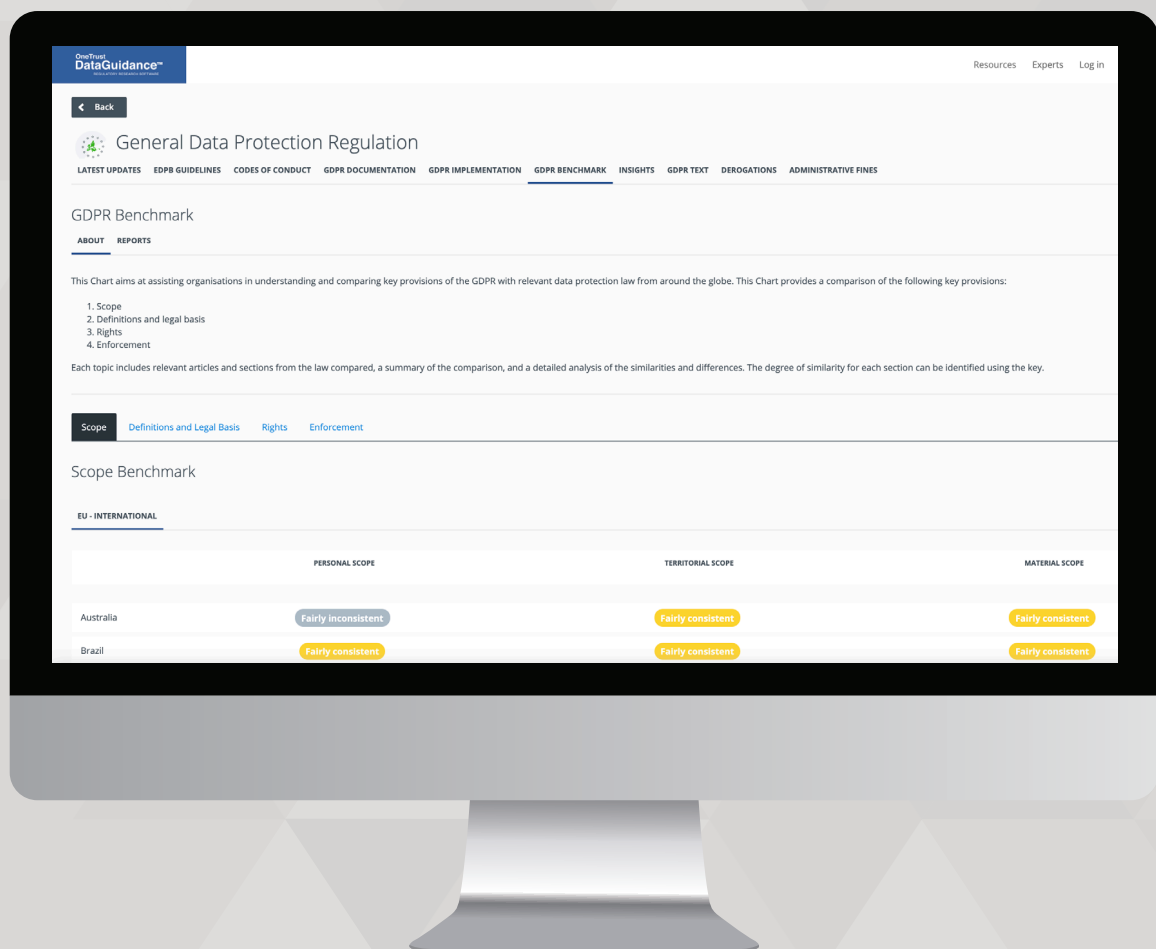 OneTrust
DataGuidance™
REGULATORY RESEARCH SOFTWARE
Resources Experts Log in
Back
General Data Protection Regulation
LATEST UPDATES EDPB GUIDELINES CODES OF CONDUCT GDPR DOCUMENTATION GDPR IMPLEMENTATION GDPR BENCHMARK INSIGHTS GDPR TEXT DEROGATIONS ADMINISTRATIVE FINES
GDPR Benchmark
ABOUT REPORTS
This Chart aims at assisting organisations in understanding and comparing key provisions of the GDPR with relevant data protection law from around the globe. This Chart provides a comparison of the following key provisions:
1. Scope
2. Definitions and legal basis
3. Rights
4. Enforcement
Each topic includes relevant articles and sections from the law compared, a summary of the comparison, and a detailed analysis of the similarities and differences. The degree of similarity for each section can be identified using the key.
Scope Definitions and Legal Basis Rights Enforcement
Scope Benchmark
EU - INTERNATIONAL
PERSONAL SCOPE TERRITORIAL SCOPE MATERIAL SCOPE
Australia Fairly inconsistent Fairly consistent Fairly consistent
Brazil Fairly consistent Fairly consistent Fairly consistent